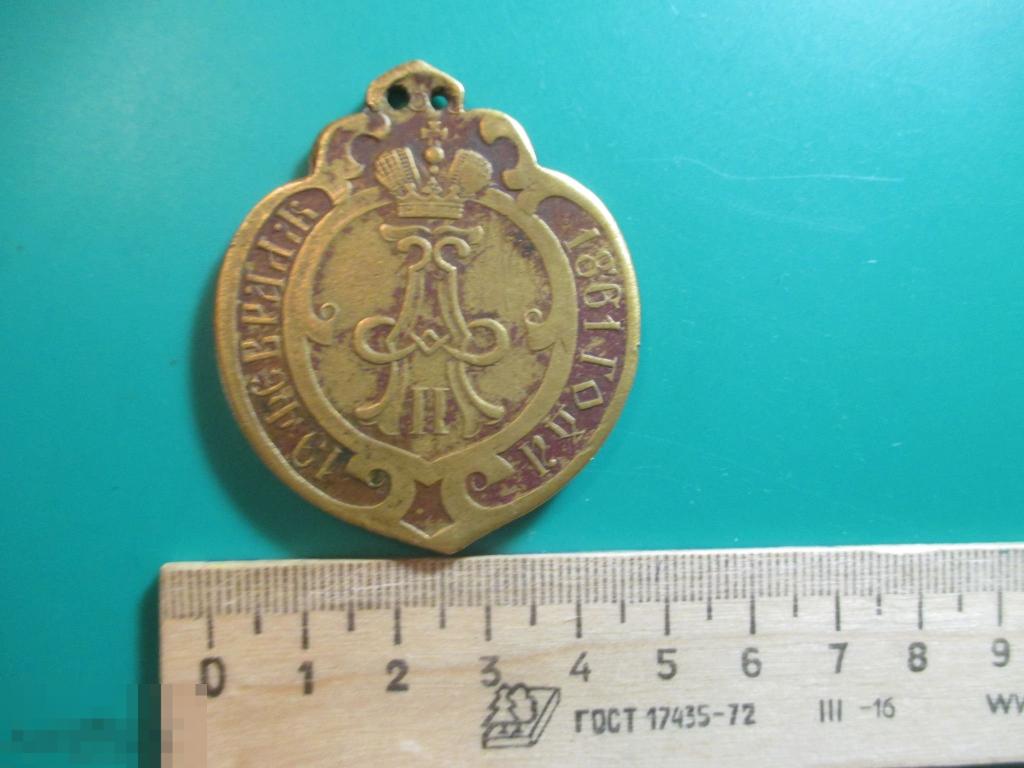 19 ФЕВРАЛЯ
1861 ГОДА
II
0 1 2 3 4 5 6 7 8 9
ГОСТ 17435-72 III -16